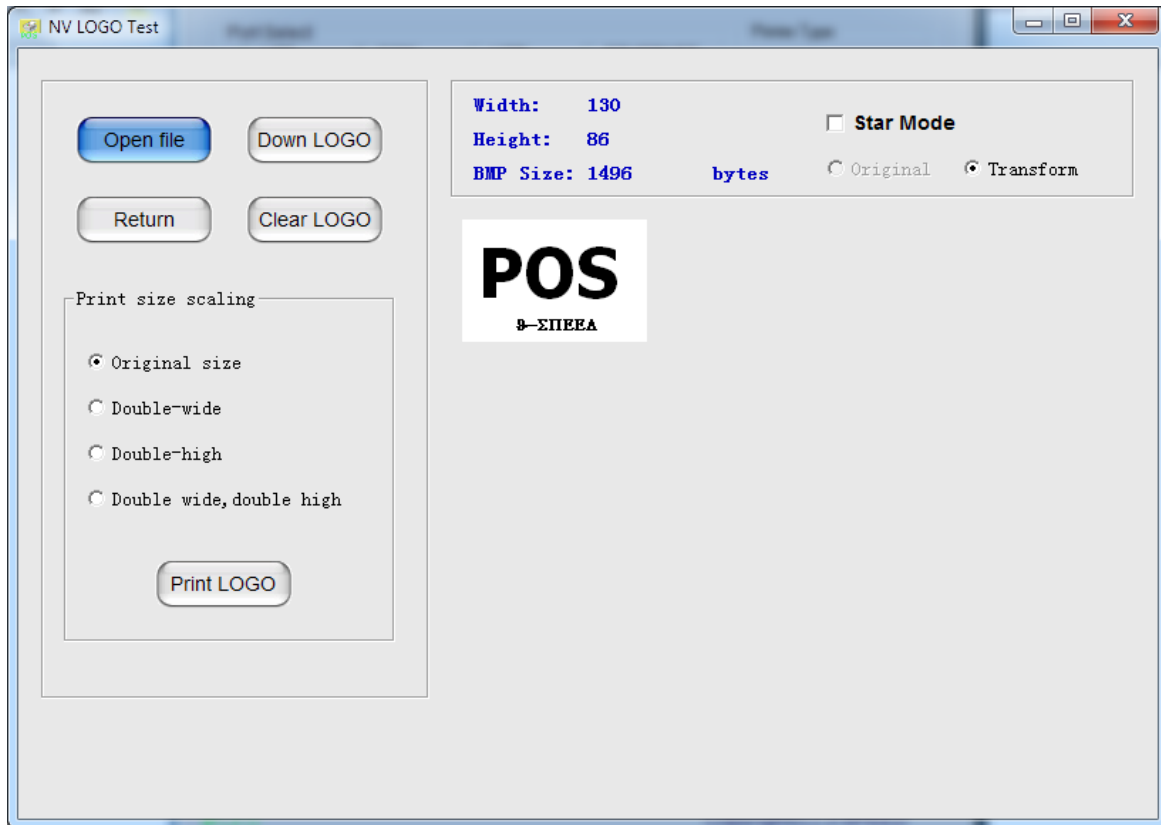 NV LOGO Test
Open file
Down LOGO
Return
Clear LOGO
Print size scaling
Original size
Double-wide
Double-high
Double wide,double high
Print LOGO
Width: 130
Height: 86
BMP Size: 1496 bytes
Star Mode
Original
Transform
POS
9-ΣΠΕΕΔ